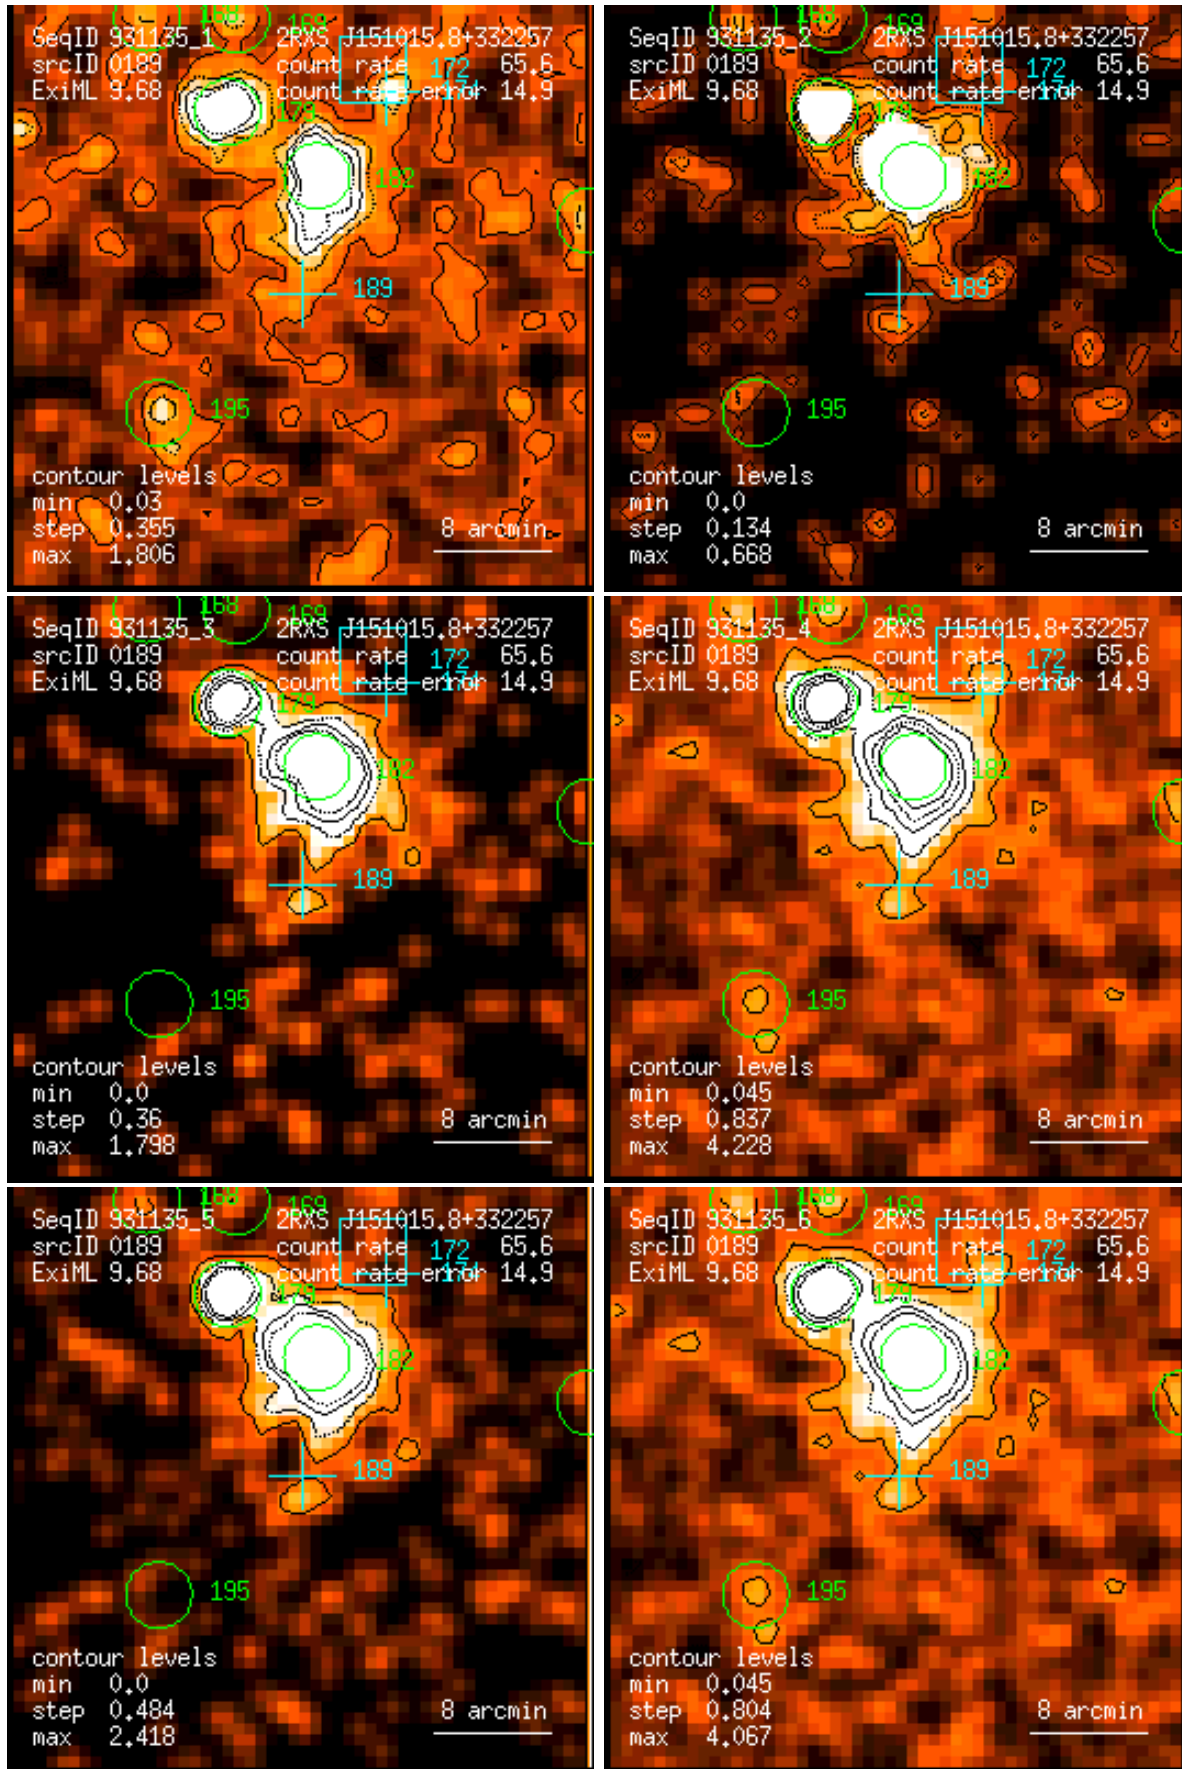 168 169
SeqID 931135_1 2RXS J151015.8+332257
srcID 0189 count rate 172 65.6
ExiML 9.68 count rate error 174 14.9
179
182
189
195
contour levels
min 0.03
step 0.355 8 arcmin
max 1.806
168 169
SeqID 931135_2 2RXS J151015.8+332257
srcID 0189 count rate 172 65.6
ExiML 9.68 count rate error 174 14.9
179
182
189
195
contour levels
min 0.0
step 0.134 8 arcmin
max 0.668
168 169
SeqID 931135_3 2RXS J151015.8+332257
srcID 0189 count rate 172 65.6
ExiML 9.68 count rate error 174 14.9
179
182
189
195
contour levels
min 0.0
step 0.36 8 arcmin
max 1.798
168 169
SeqID 931135_4 2RXS J151015.8+332257
srcID 0189 count rate 172 65.6
ExiML 9.68 count rate error 174 14.9
179
182
189
195
contour levels
min 0.045
step 0.837 8 arcmin
max 4.228
168 169
SeqID 931135_5 2RXS J151015.8+332257
srcID 0189 count rate 172 65.6
ExiML 9.68 count rate error 174 14.9
179
182
189
195
contour levels
min 0.0
step 0.484 8 arcmin
max 2.418
168 169
SeqID 931135_6 2RXS J151015.8+332257
srcID 0189 count rate 172 65.6
ExiML 9.68 count rate error 174 14.9
179
182
189
195
contour levels
min 0.045
step 0.804 8 arcmin
max 4.067